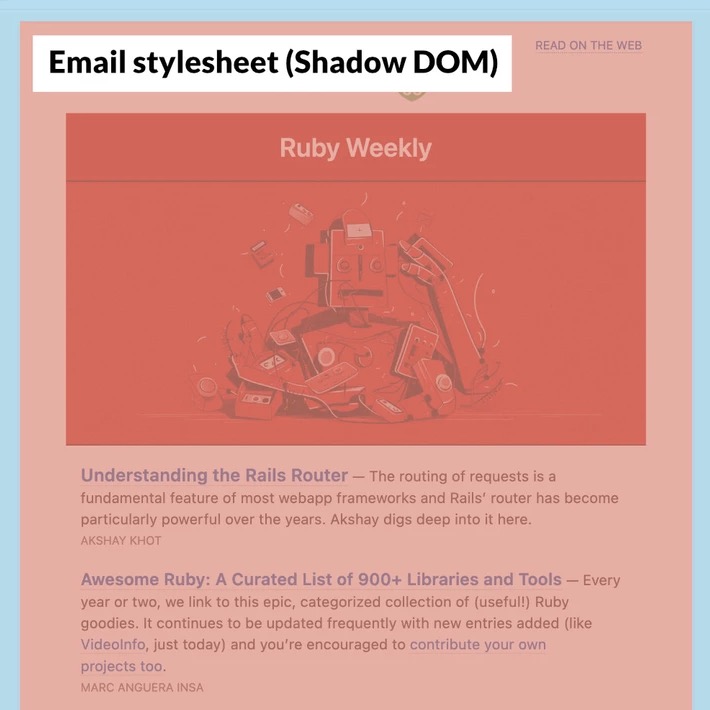 Email stylesheet (Shadow DOM)
READ ON THE WEB
Ruby Weekly
Understanding the Rails Router — The routing of requests is a
fundamental feature of most webapp frameworks and Rails’ router has become
particularly powerful over the years. Akshay digs deep into it here.
AKSHAY KHOT
Awesome Ruby: A Curated List of 900+ Libraries and Tools — Every
year or two, we link to this epic, categorized collection of (useful!) Ruby
goodies. It continues to be updated frequently with new entries added (like
VideoInfo, just today) and you’re encouraged to contribute your own
projects too.
MARC ANGUERA INSA